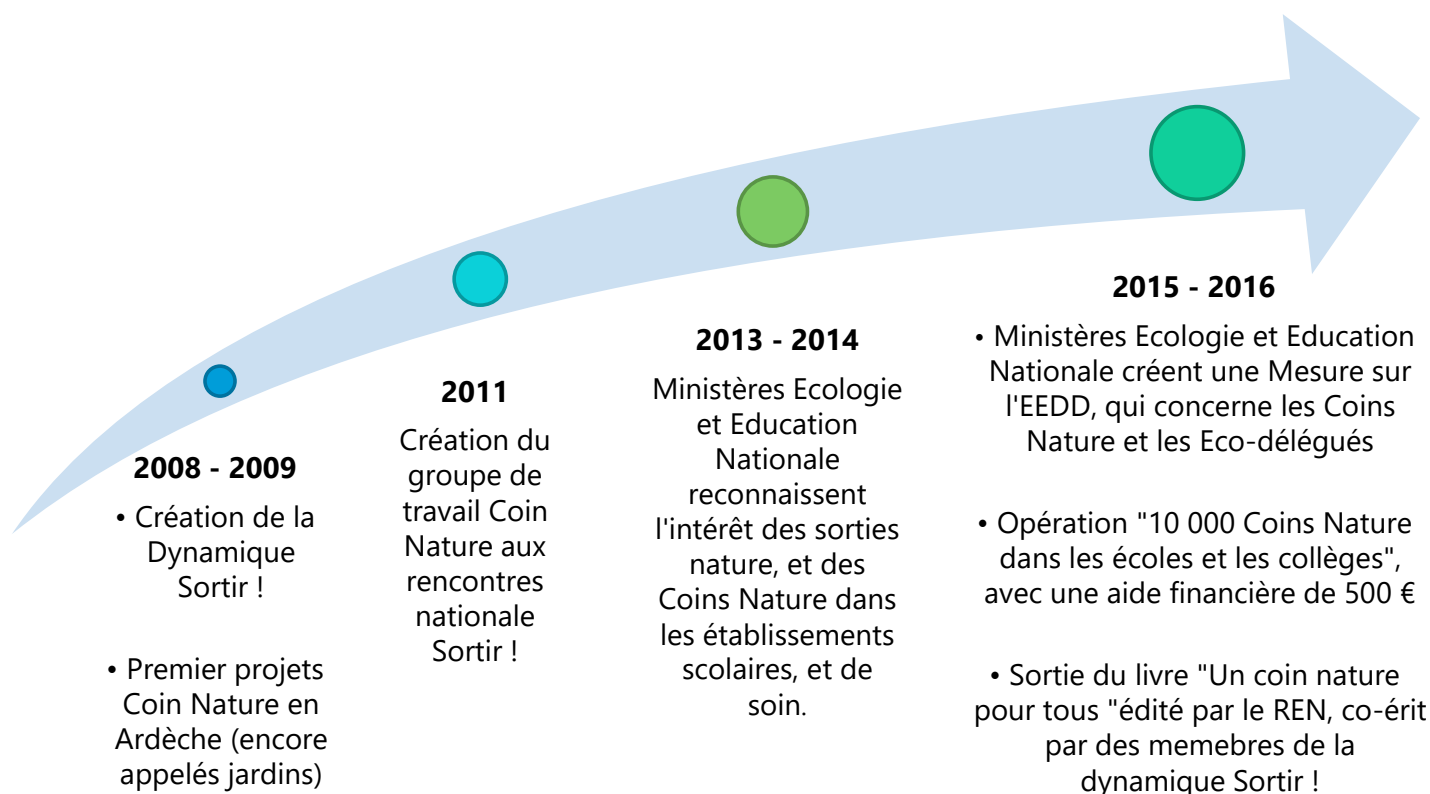 2008 - 2009
• Création de la
Dynamique
Sortir !
• Premier projets
Coin Nature en
Ardèche (encore
appelés jardins)
2011
Création du
groupe de
travail Coin
Nature aux
rencontres
nationale
Sortir !
2013 - 2014
Ministères Ecologie
et Education
Nationale
reconnaissent
l'intérêt des sorties
nature, et des
Coins Nature dans
les établissements
scolaires, et de
soin.
2015 - 2016
• Ministères Ecologie et Education
Nationale créent une Mesure sur
l'EEDD, qui concerne les Coins
Nature et les Eco-délégués
• Opération "10 000 Coins Nature
dans les écoles et les collèges",
avec une aide financière de 500 €
• Sortie du livre "Un coin nature
pour tous "édité par le REN, co-érit
par des memebres de la
dynamique Sortir !